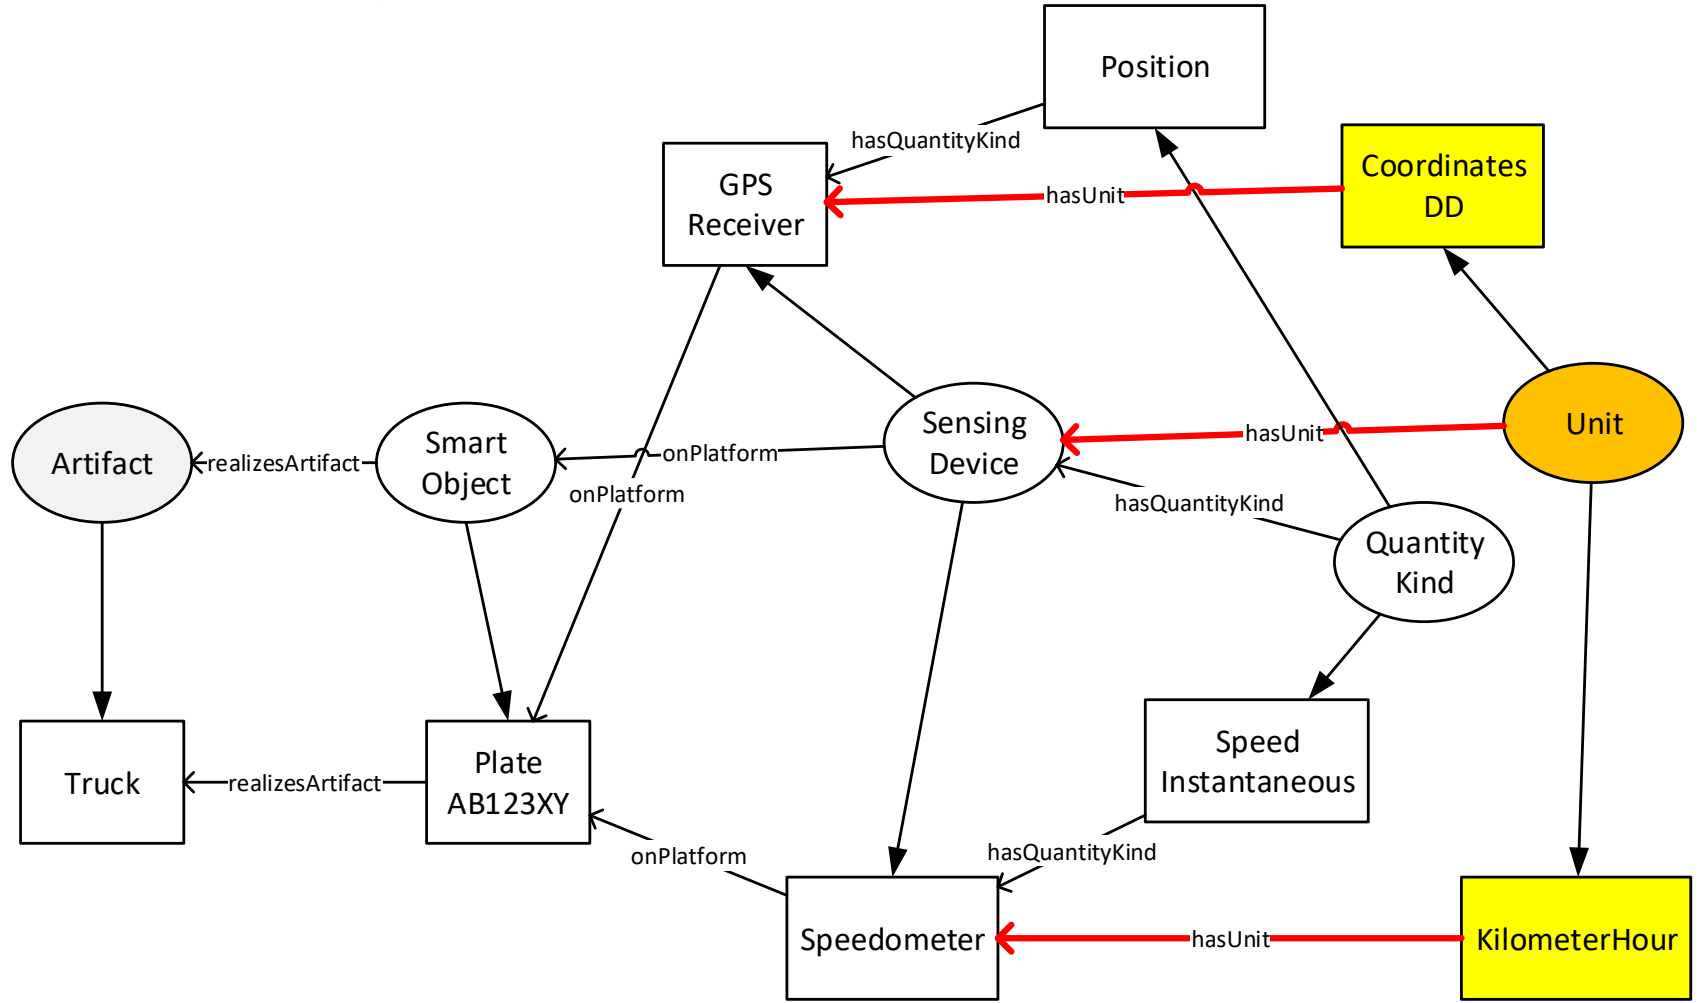 Position
hasQuantityKind
Coordinates
DD
GPS
Receiver
hasUnit
Sensing
Device
Unit
hasUnit
Artifact
realizesArtifact
Smart
Object
onPlatform
onPlatform
hasQuantityKind
Quantity
Kind
Truck
realizesArtifact
Plate
AB123XY
Speed
Instantaneous
onPlatform
hasQuantityKind
Speedometer
hasUnit
KilometerHour